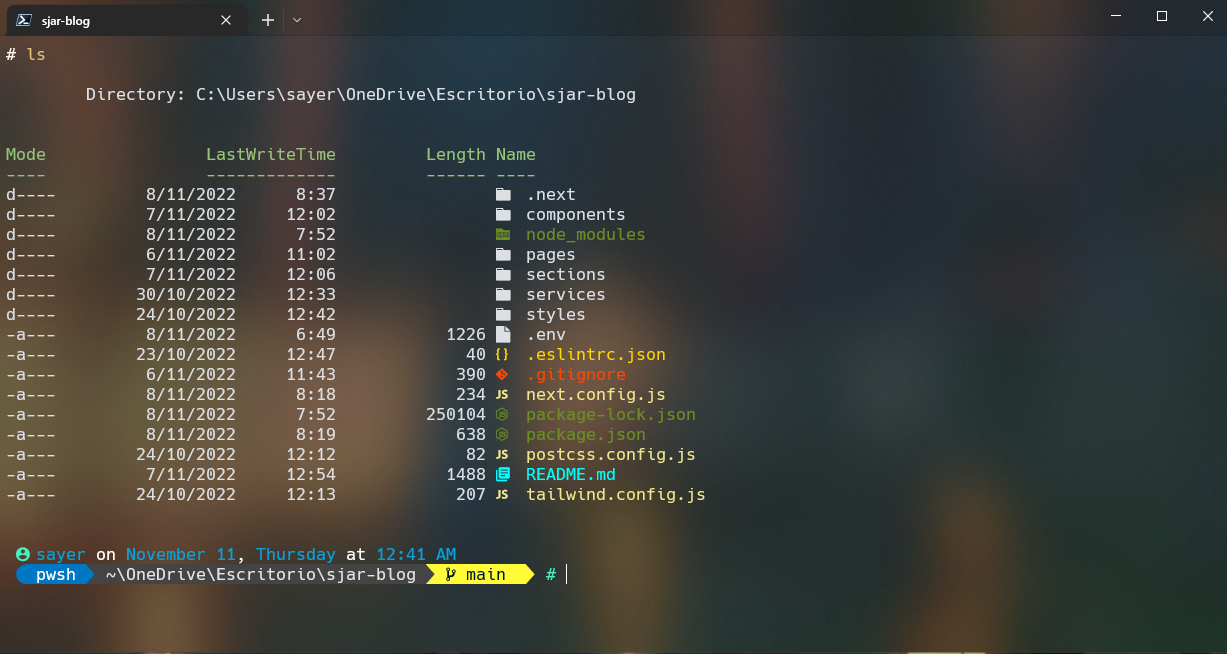 sjar-blog
# ls
Directory: C:\Users\sayer\OneDrive\Escritorio\sjar-blog
Mode LastWriteTime Length Name
---- ------------- ------ ----
d---- 8/11/2022 8:37 .next
d---- 7/11/2022 12:02 components
d---- 8/11/2022 7:52 node_modules
d---- 6/11/2022 11:02 pages
d---- 7/11/2022 12:06 sections
d---- 30/10/2022 12:33 services
d---- 24/10/2022 12:42 styles
-a--- 8/11/2022 6:49 1226 .env
-a--- 23/10/2022 12:47 40 {} .eslintrc.json
-a--- 6/11/2022 11:43 390 .gitignore
-a--- 8/11/2022 8:18 234 JS next.config.js
-a--- 8/11/2022 7:52 250104 package-lock.json
-a--- 8/11/2022 8:19 638 package.json
-a--- 24/10/2022 12:12 82 JS postcss.config.js
-a--- 7/11/2022 12:54 1488 README.md
-a--- 24/10/2022 12:13 207 JS tailwind.config.js
sayer on November 11, Thursday at 12:41 AM
pwsh ~\OneDrive\Escritorio\sjar-blog main #